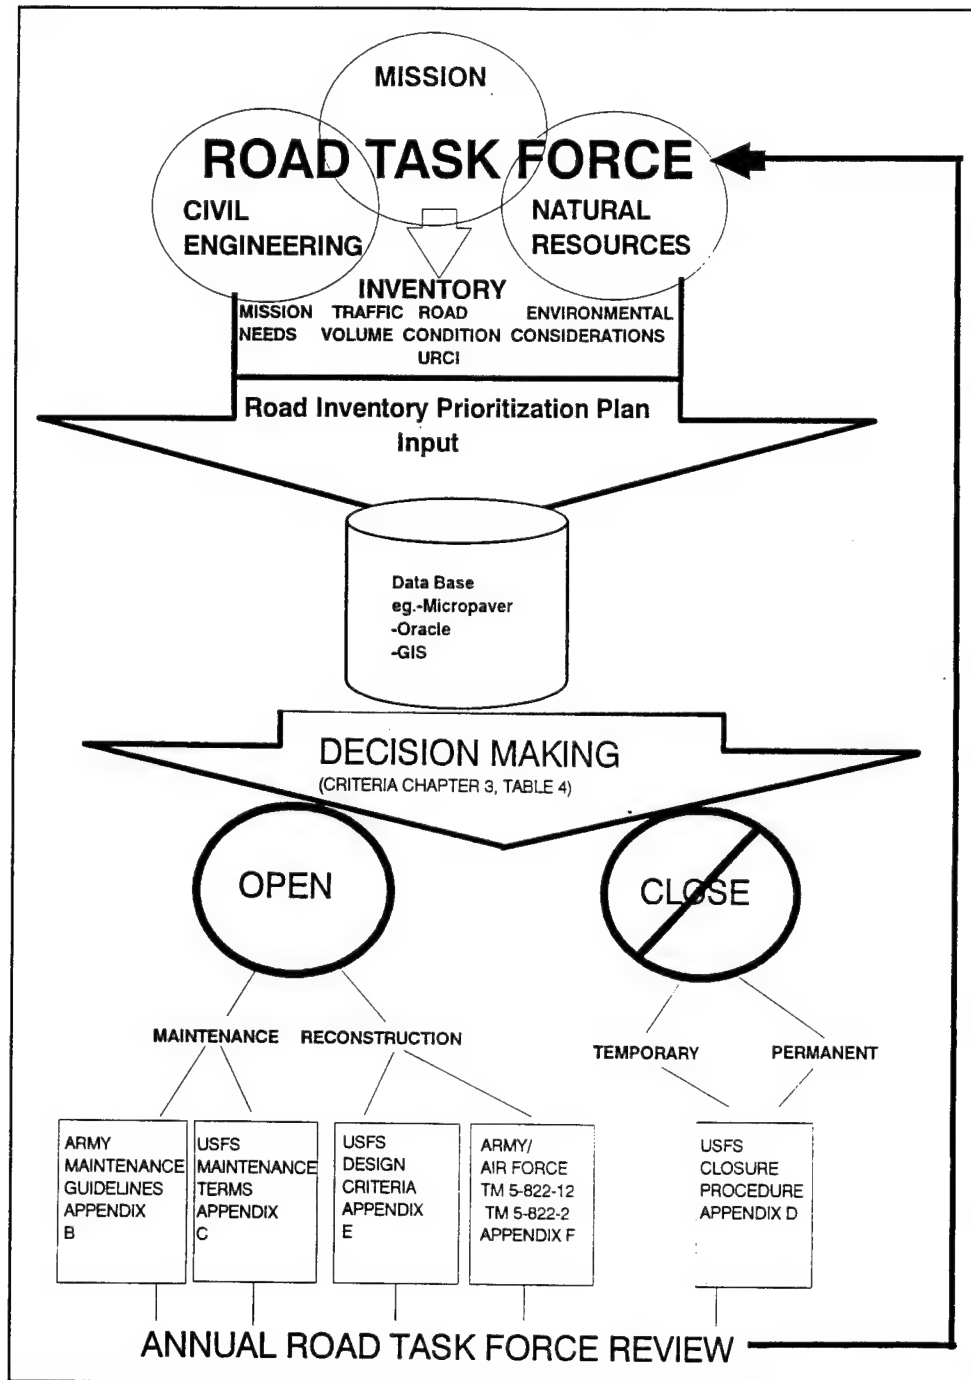 MISSION
ROAD TASK FORCE
CIVIL
ENGINEERING
NATURAL
RESOURCES
INVENTORY
MISSION
NEEDS
TRAFFIC
VOLUME
ROAD
CONDITION
URCI
ENVIRONMENTAL
CONSIDERATIONS
Road Inventory Prioritization Plan
Input
Data Base
eg.-Micropaver
-Oracle
-GIS
DECISION MAKING
(CRITERIA CHAPTER 3, TABLE 4)
OPEN
CLOSE
MAINTENANCE
RECONSTRUCTION
TEMPORARY
PERMANENT
ARMY
MAINTENANCE
GUIDELINES
APPENDIX
B
USFS
MAINTENANCE
TERMS
APPENDIX
C
USFS
DESIGN
CRITERIA
APPENDIX
E
ARMY/
AIR FORCE
TM 5-822-12
TM 5-822-2
APPENDIX F
USFS
CLOSURE
PROCEDURE
APPENDIX D
ANNUAL ROAD TASK FORCE REVIEW